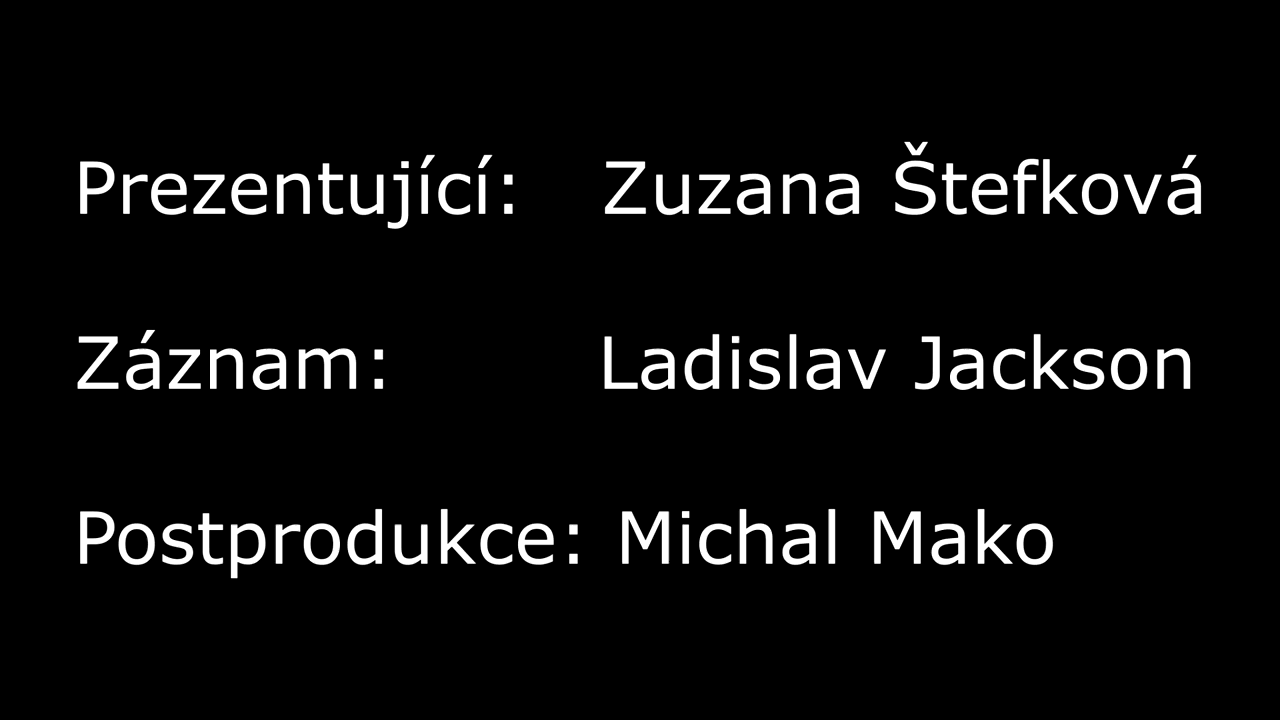 Prezentující: Zuzana Štefková
Záznam: Ladislav Jackson
Postprodukce: Michal Mako